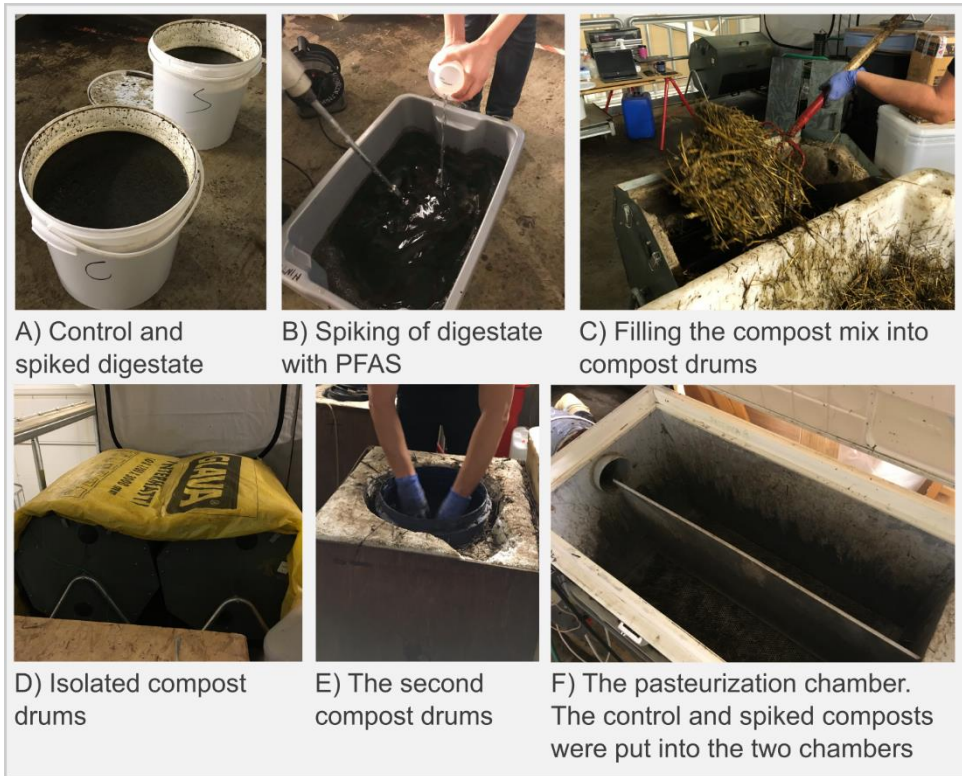 S
C
A) Control and
spiked digestate
B) Spiking of digestate
with PFAS
C) Filling the compost mix into
compost drums
GLAVA
D) Isolated compost
drums
E) The second
compost drums
F) The pasteurization chamber.
The control and spiked composts
were put into the two chambers